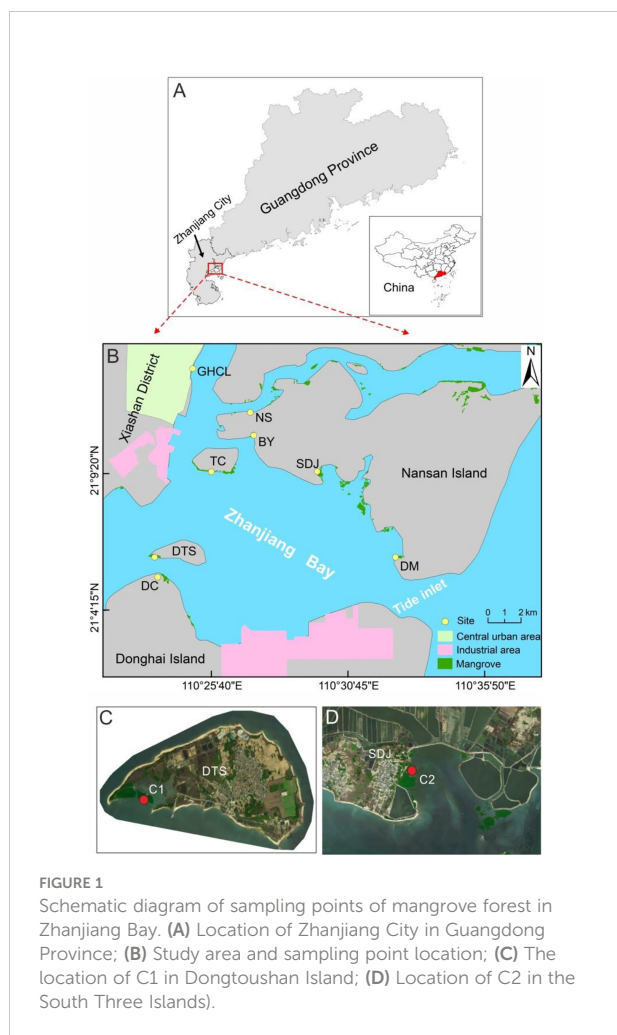 A
Guangdong Province
Zhanjiang City
China
B
N
Xiashan District
GHCL
NS
BY
TC
SDJ
Nansan Island
21°9'20"N
Zhanjiang Bay
DTS
DM
DC
Tide inlet
21°4'15"N
Site 0 1 2 km
Central urban area
Industrial area
Mangrove
Donghai Island
110°25'40"E 110°30'45"E 110°35'50"E
C
DTS
C1
D
SDJ
C2
FIGURE 1
Schematic diagram of sampling points of mangrove forest in
Zhanjiang Bay. (A) Location of Zhanjiang City in Guangdong
Province; (B) Study area and sampling point location; (C) The
location of C1 in Dongtoushan Island; (D) Location of C2 in the
South Three Islands).